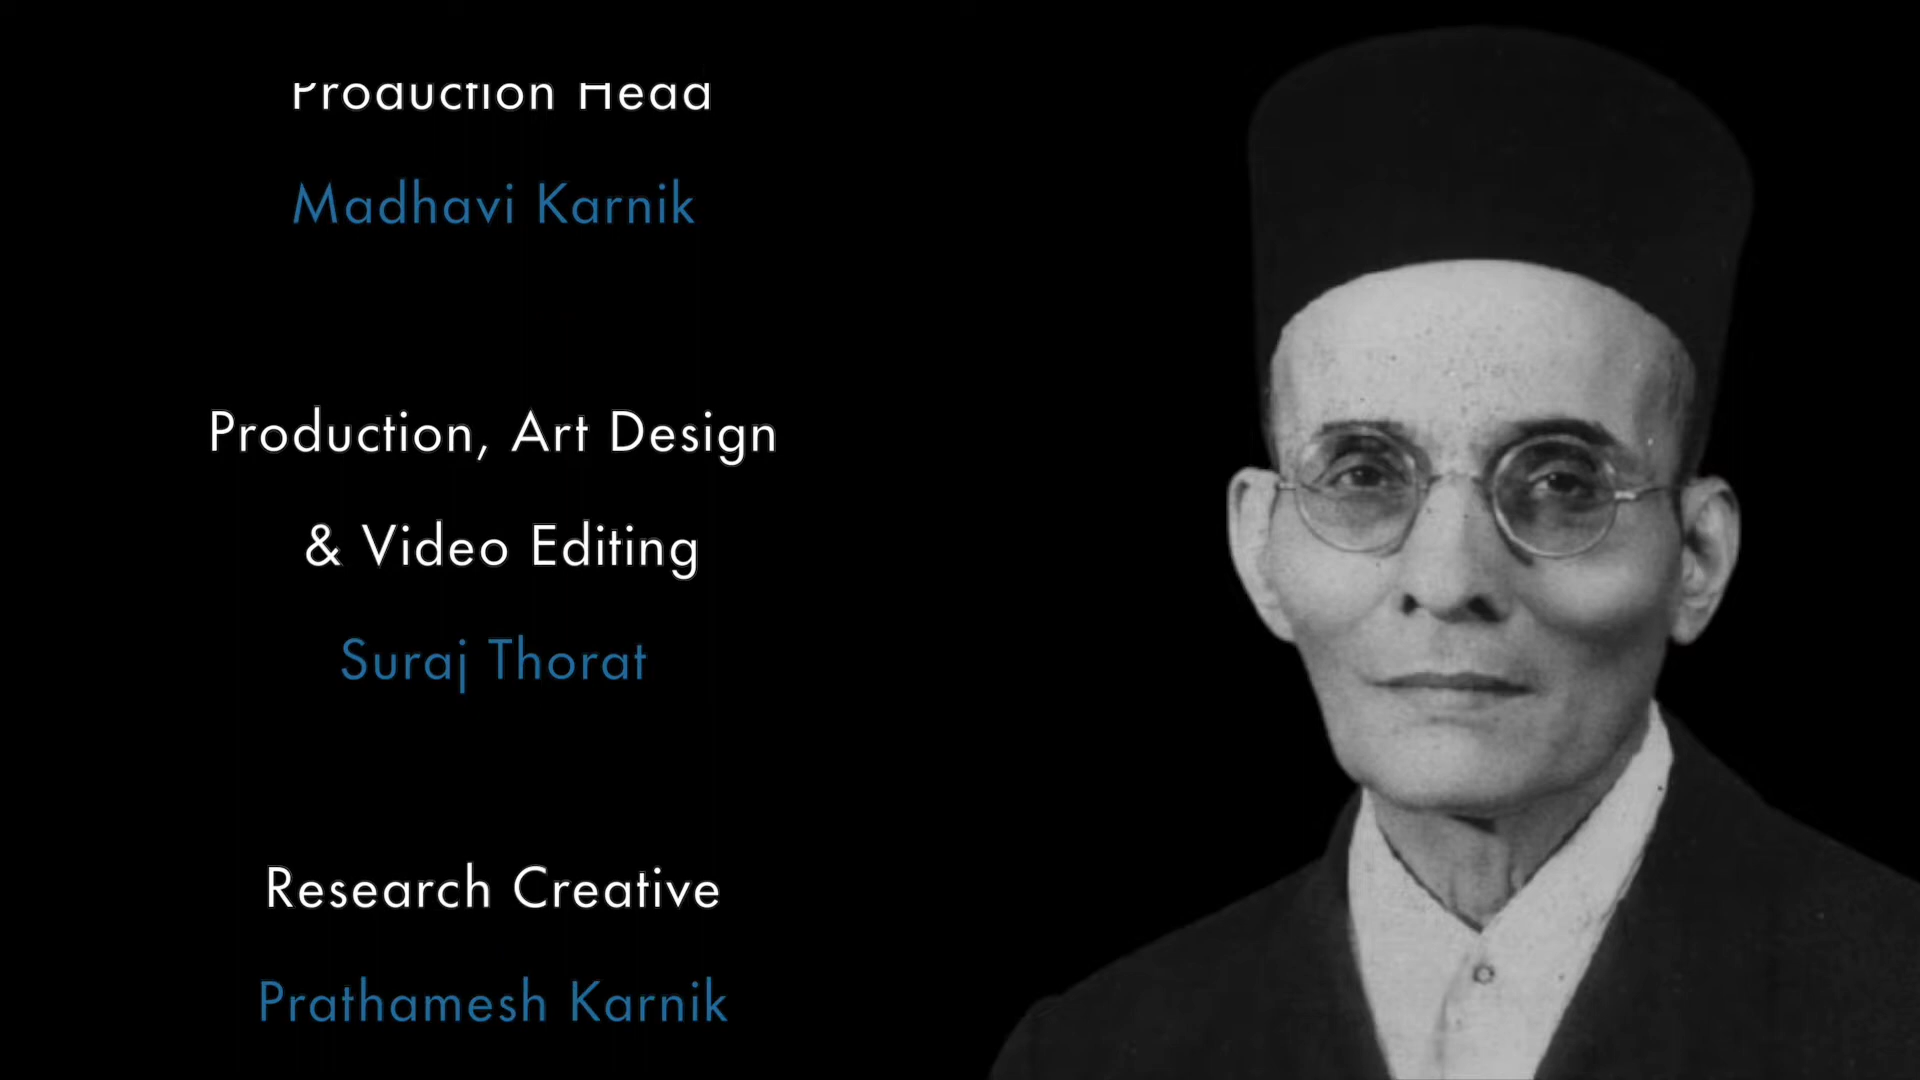 Production Head
Madhavi Karnik
Production, Art Design
& Video Editing
Suraj Thorat
Research Creative
Prathamesh Karnik